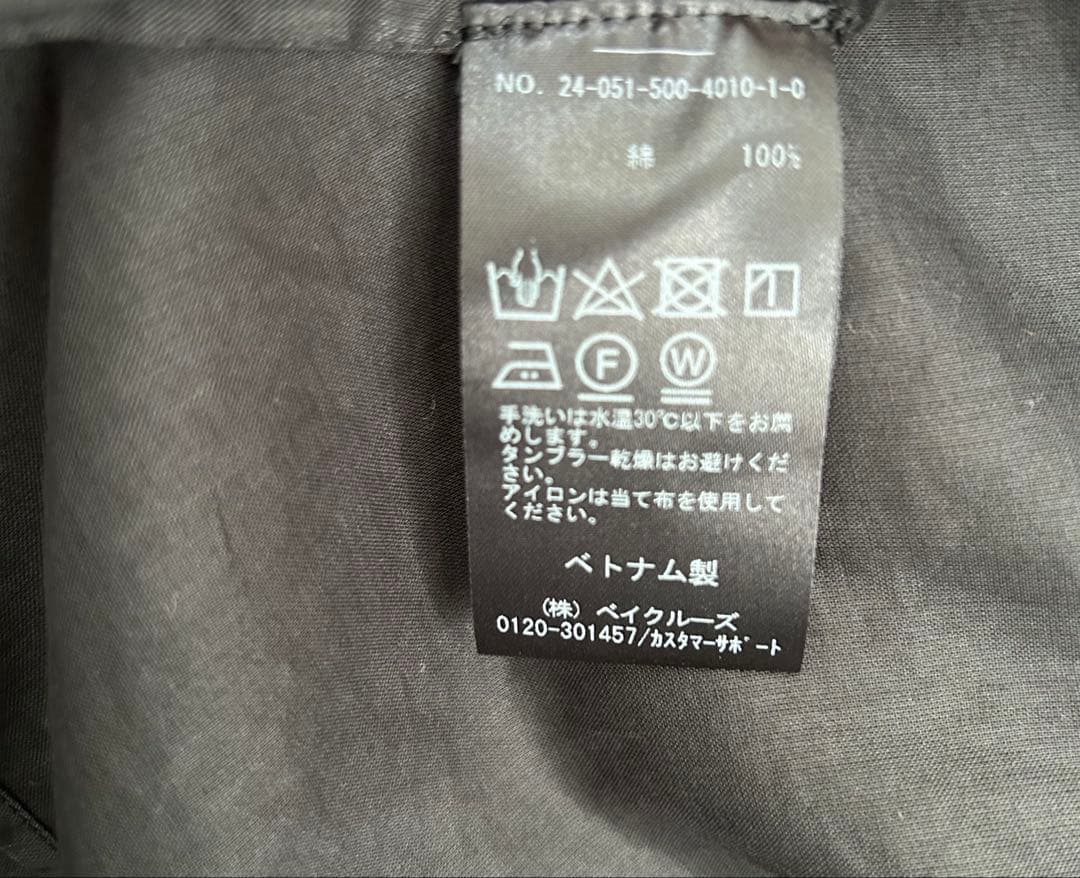 NO. 24-051-500-4010-1-0
綿 100%
F W
手洗いは水温30℃以下をお薦
めします。
タンブラー乾燥はお避けくだ
さい。
アイロンは当て布を使用して
ください。
ベトナム製
(株) ベイクルーズ
0120-301457/カスタマーサポート